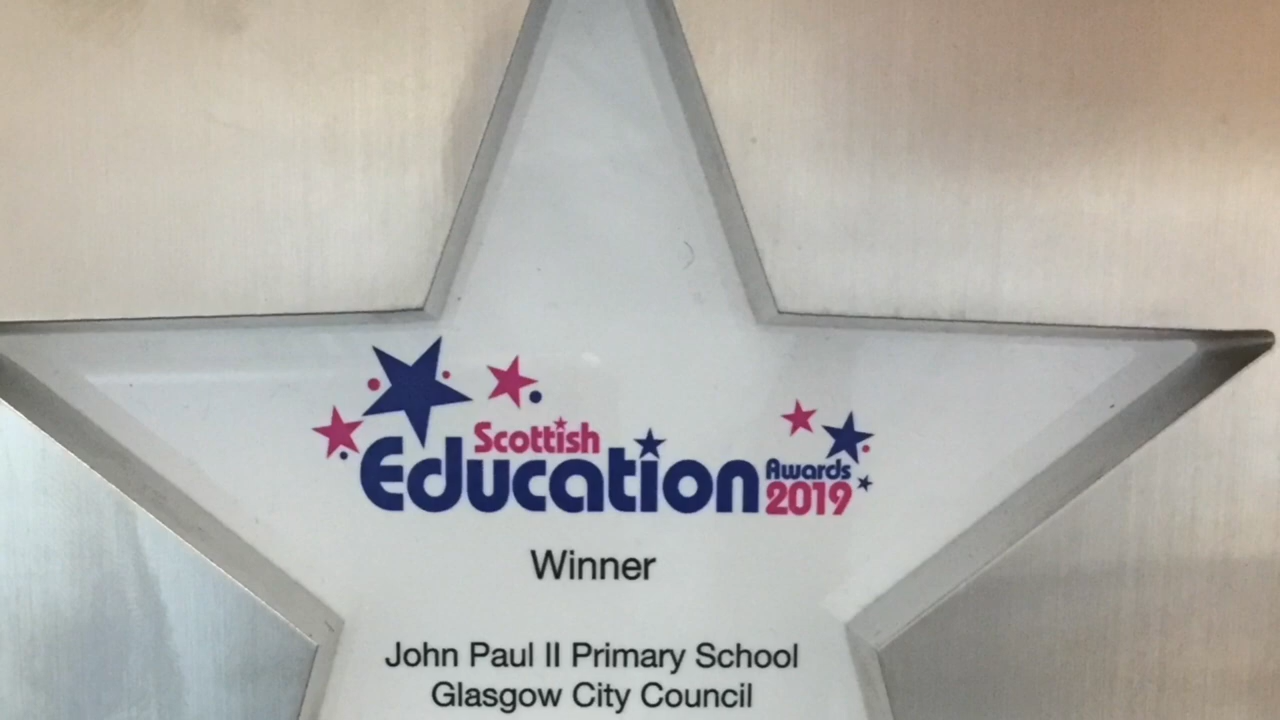 Scottish
Education
Awards
2019
Winner
John Paul II Primary School
Glasgow City Council